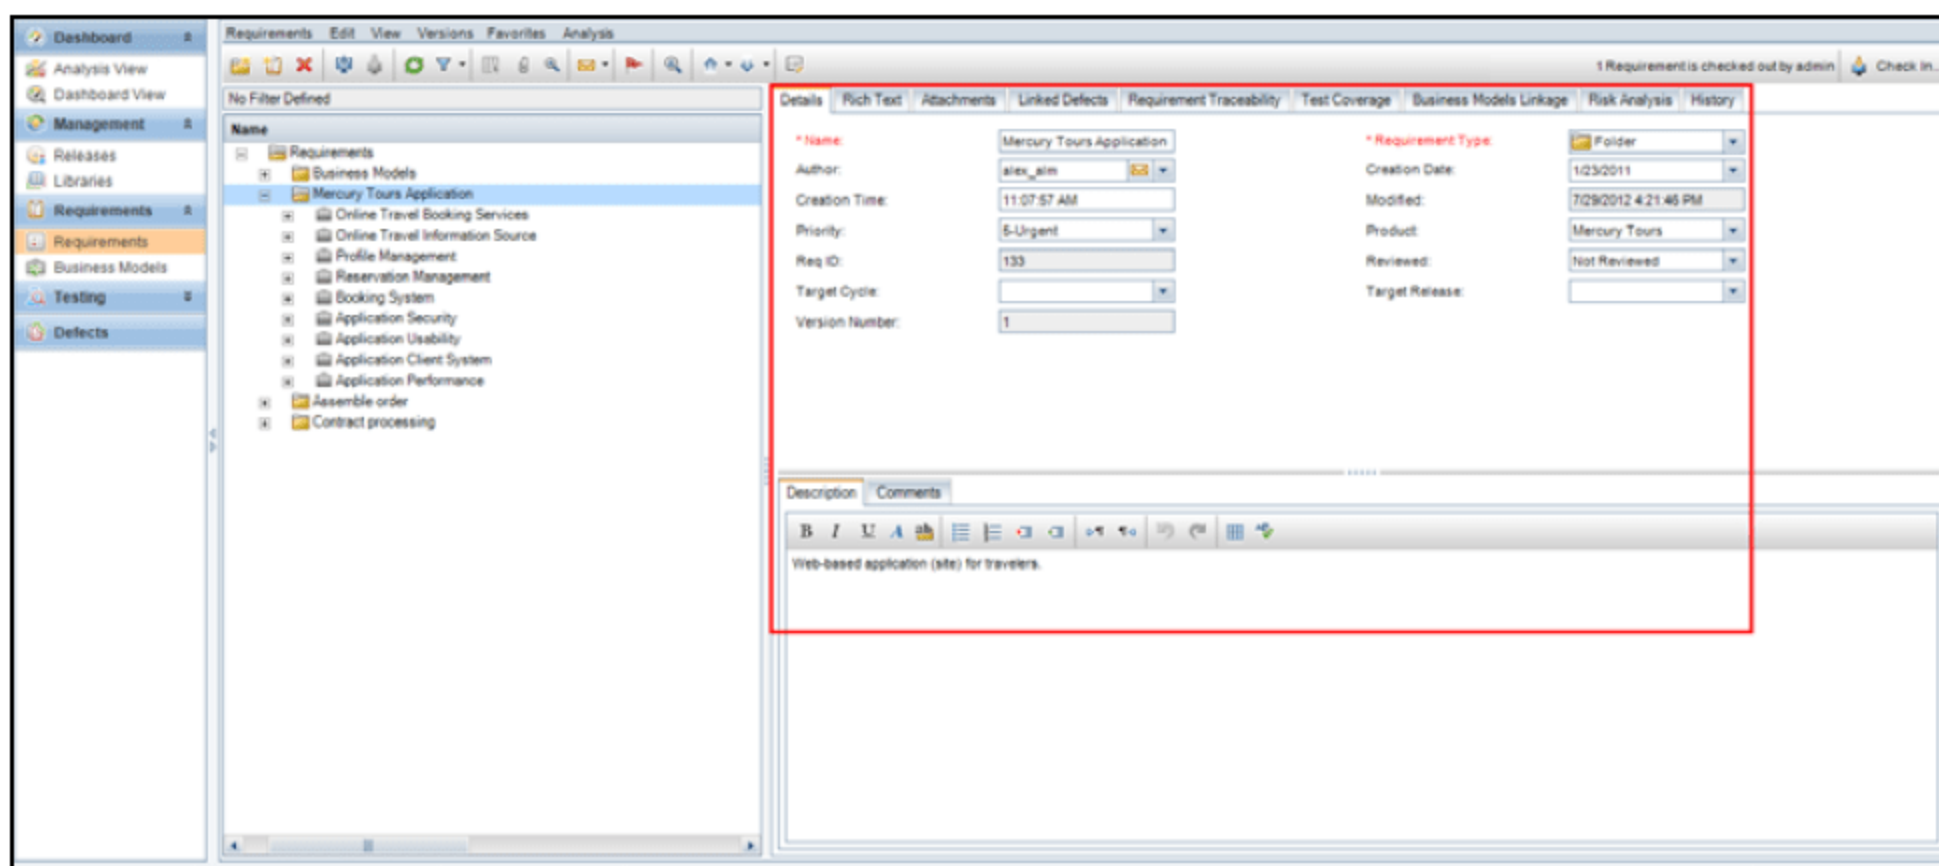 Dashboard
Analysis View
Dashboard View
Management
Releases
Libraries
Requirements
Requirements
Business Models
Testing
Defects
Requirements Edit View Versions Favorites Analysis
1 Requirement is checked out by admin Check In...
No Filter Defined
Name
Requirements
Business Models
Mercury Tours Application
Online Travel Booking Services
Online Travel Information Source
Profile Management
Reservation Management
Booking System
Application Security
Application Usability
Application Client System
Application Performance
Assemble order
Contract processing
Details Rich Text Attachments Linked Defects Requirement Traceability Test Coverage Business Models Linkage Risk Analysis History
* Name: Mercury Tours Application * Requirement Type: Folder
Author: alex_alm Creation Date: 1/23/2011
Creation Time: 11:07:57 AM Modified: 7/29/2012 4:21:46 PM
Priority: 5-Urgent Product: Mercury Tours
Req ID: 133 Reviewed: Not Reviewed
Target Cycle: Target Release:
Version Number: 1
Description Comments
B I U A ab
Web-based application (site) for travelers.